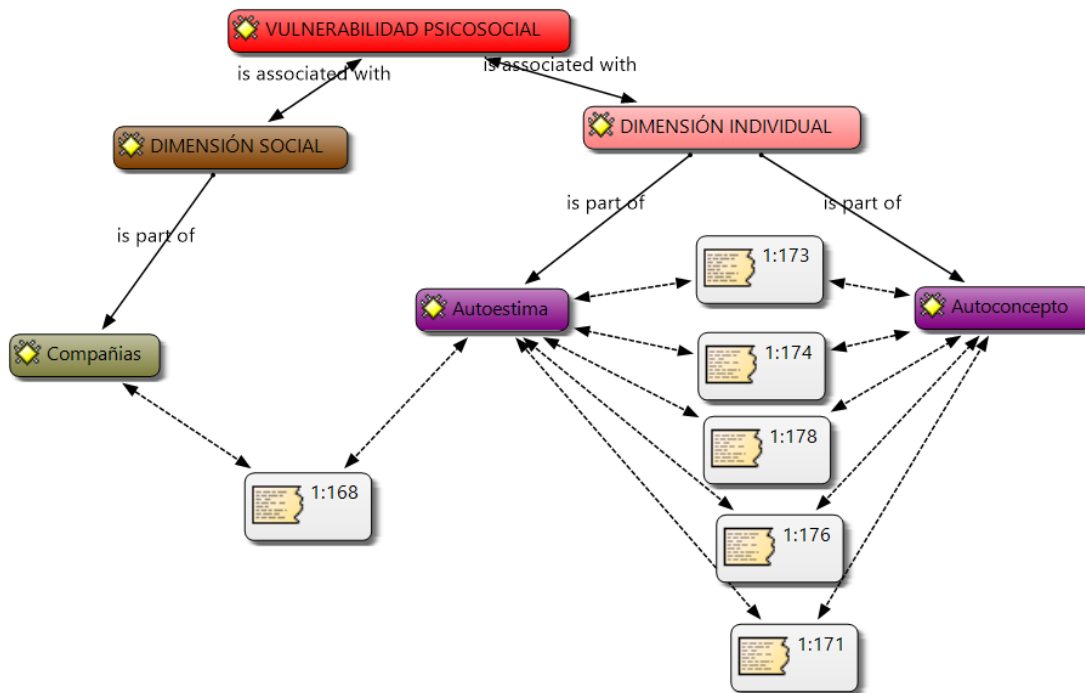 VULNERABILIDAD PSICOSOCIAL
is associated with
is associated with
DIMENSIÓN SOCIAL
DIMENSIÓN INDIVIDUAL
is part of
is part of
is part of
1:173
Autoestima
Autoconcepto
Compañias
1:174
1:178
1:168
1:176
1:171